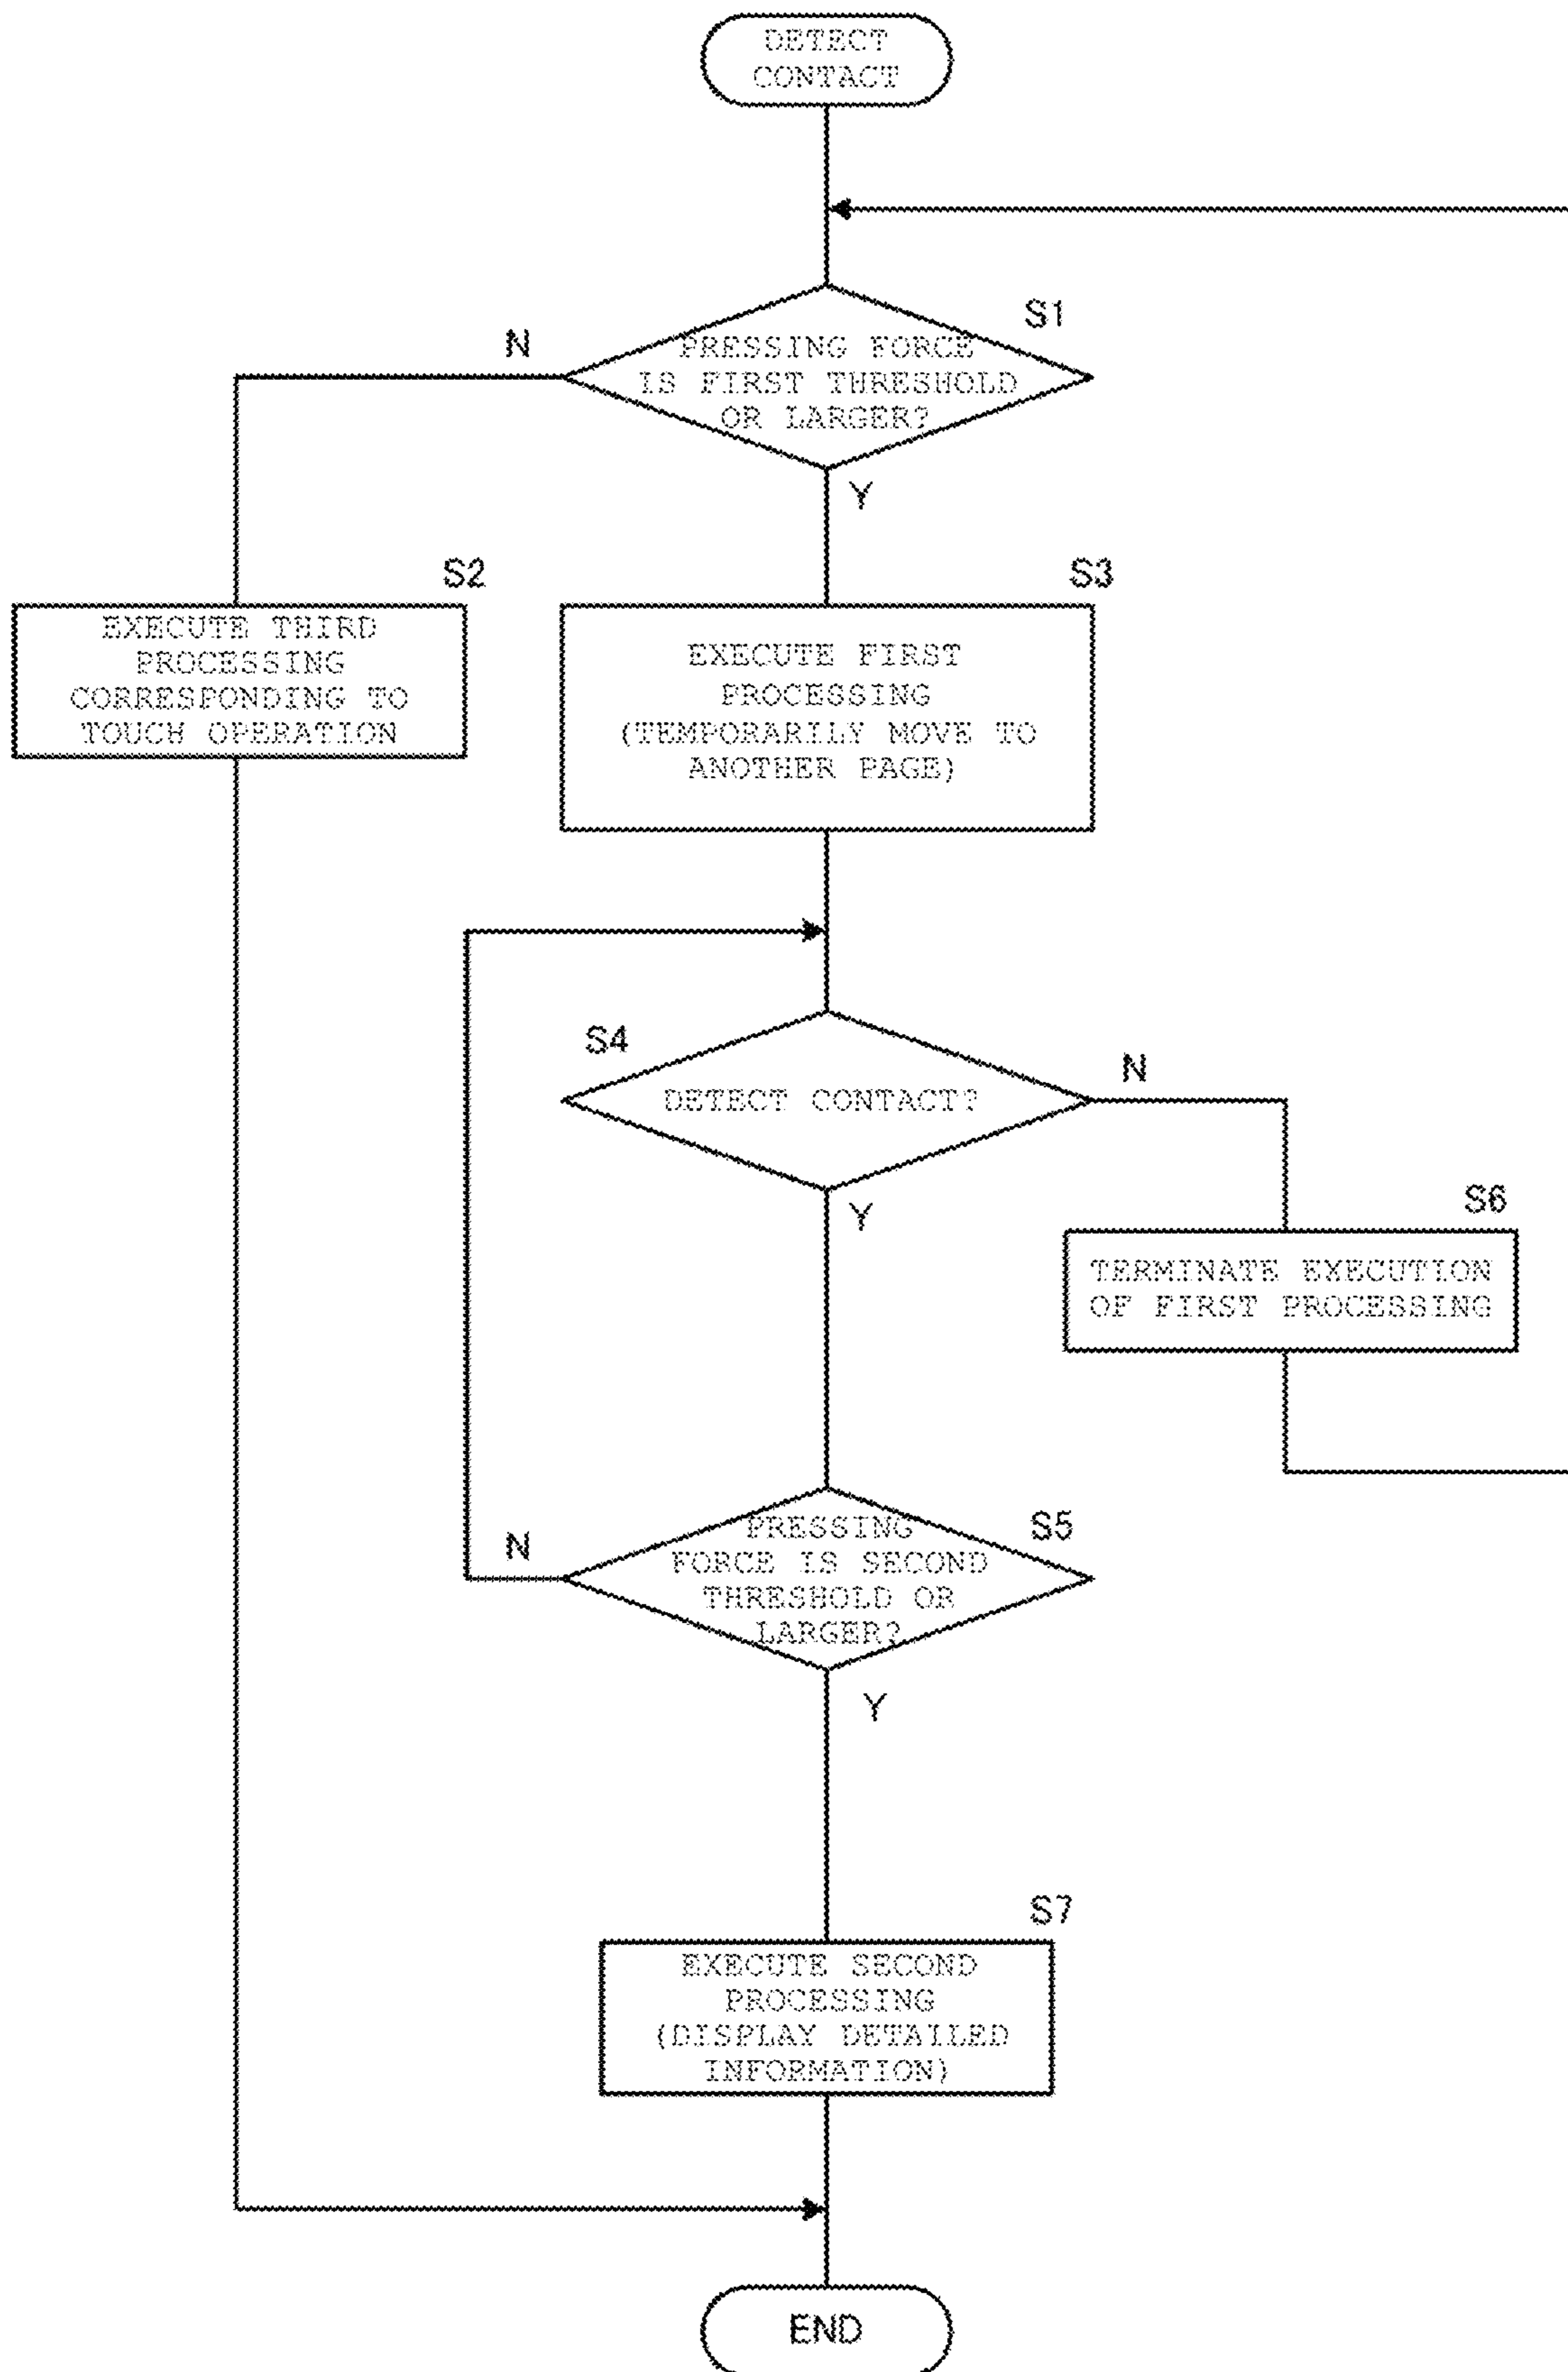 DETECT
CONTACT
S1
N
PRESSING FORCE
IS FIRST THRESHOLD
OR LARGER?
Y
S2
EXECUTE THIRD
PROCESSING
CORRESPONDING TO
TOUCH OPERATION
S3
EXECUTE FIRST
PROCESSING
(TEMPORARILY MOVE TO
ANOTHER PAGE)
S4
DETECT CONTACT?
N
Y
S6
TERMINATE EXECUTION
OF FIRST PROCESSING
S5
N
PRESSING
FORCE IS SECOND
THRESHOLD OR
LARGER?
Y
S7
EXECUTE SECOND
PROCESSING
(DISPLAY DETAILED
INFORMATION)
END